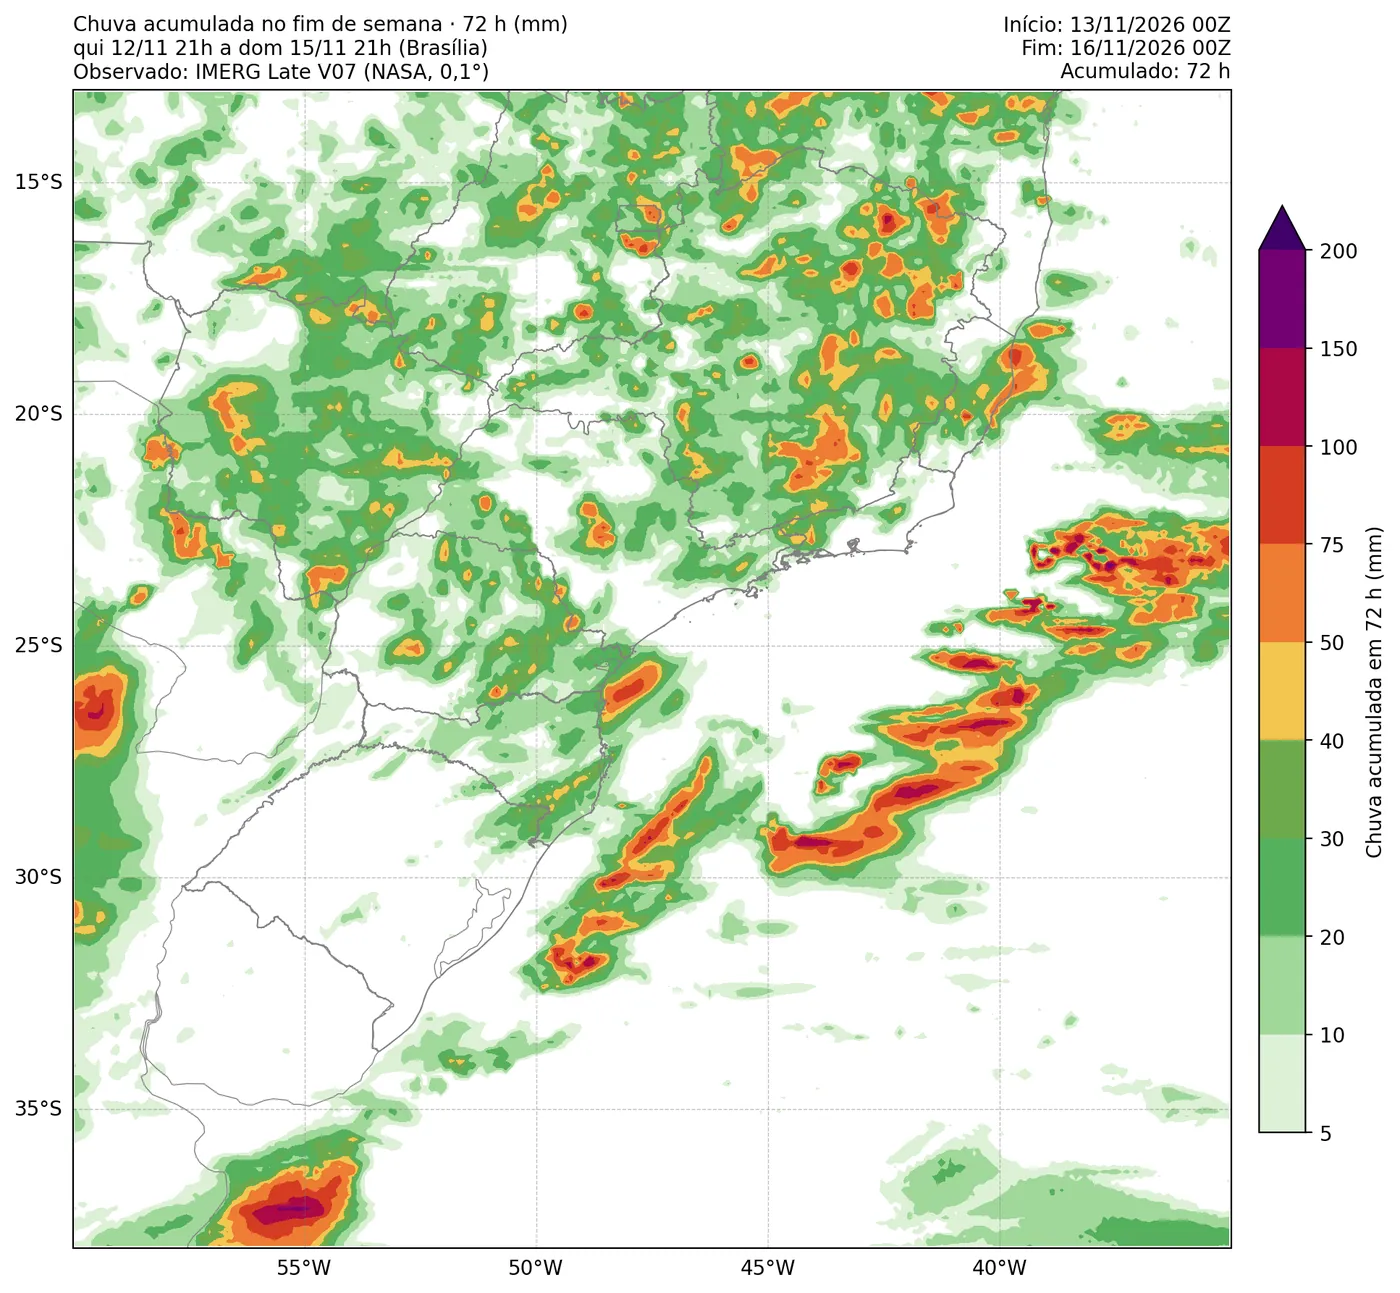 Chuva acumulada no fim de semana · 72 h (mm)
qui 12/11 21h a dom 15/11 21h (Brasília)
Observado: IMERG Late V07 (NASA, 0,1°)
Início: 13/11/2026 00Z
Fim: 16/11/2026 00Z
Acumulado: 72 h
15°S
20°S
25°S
30°S
35°S
55°W
50°W
45°W
40°W
200
150
100
75
50
40
30
20
10
5
Chuva acumulada em 72 h (mm)